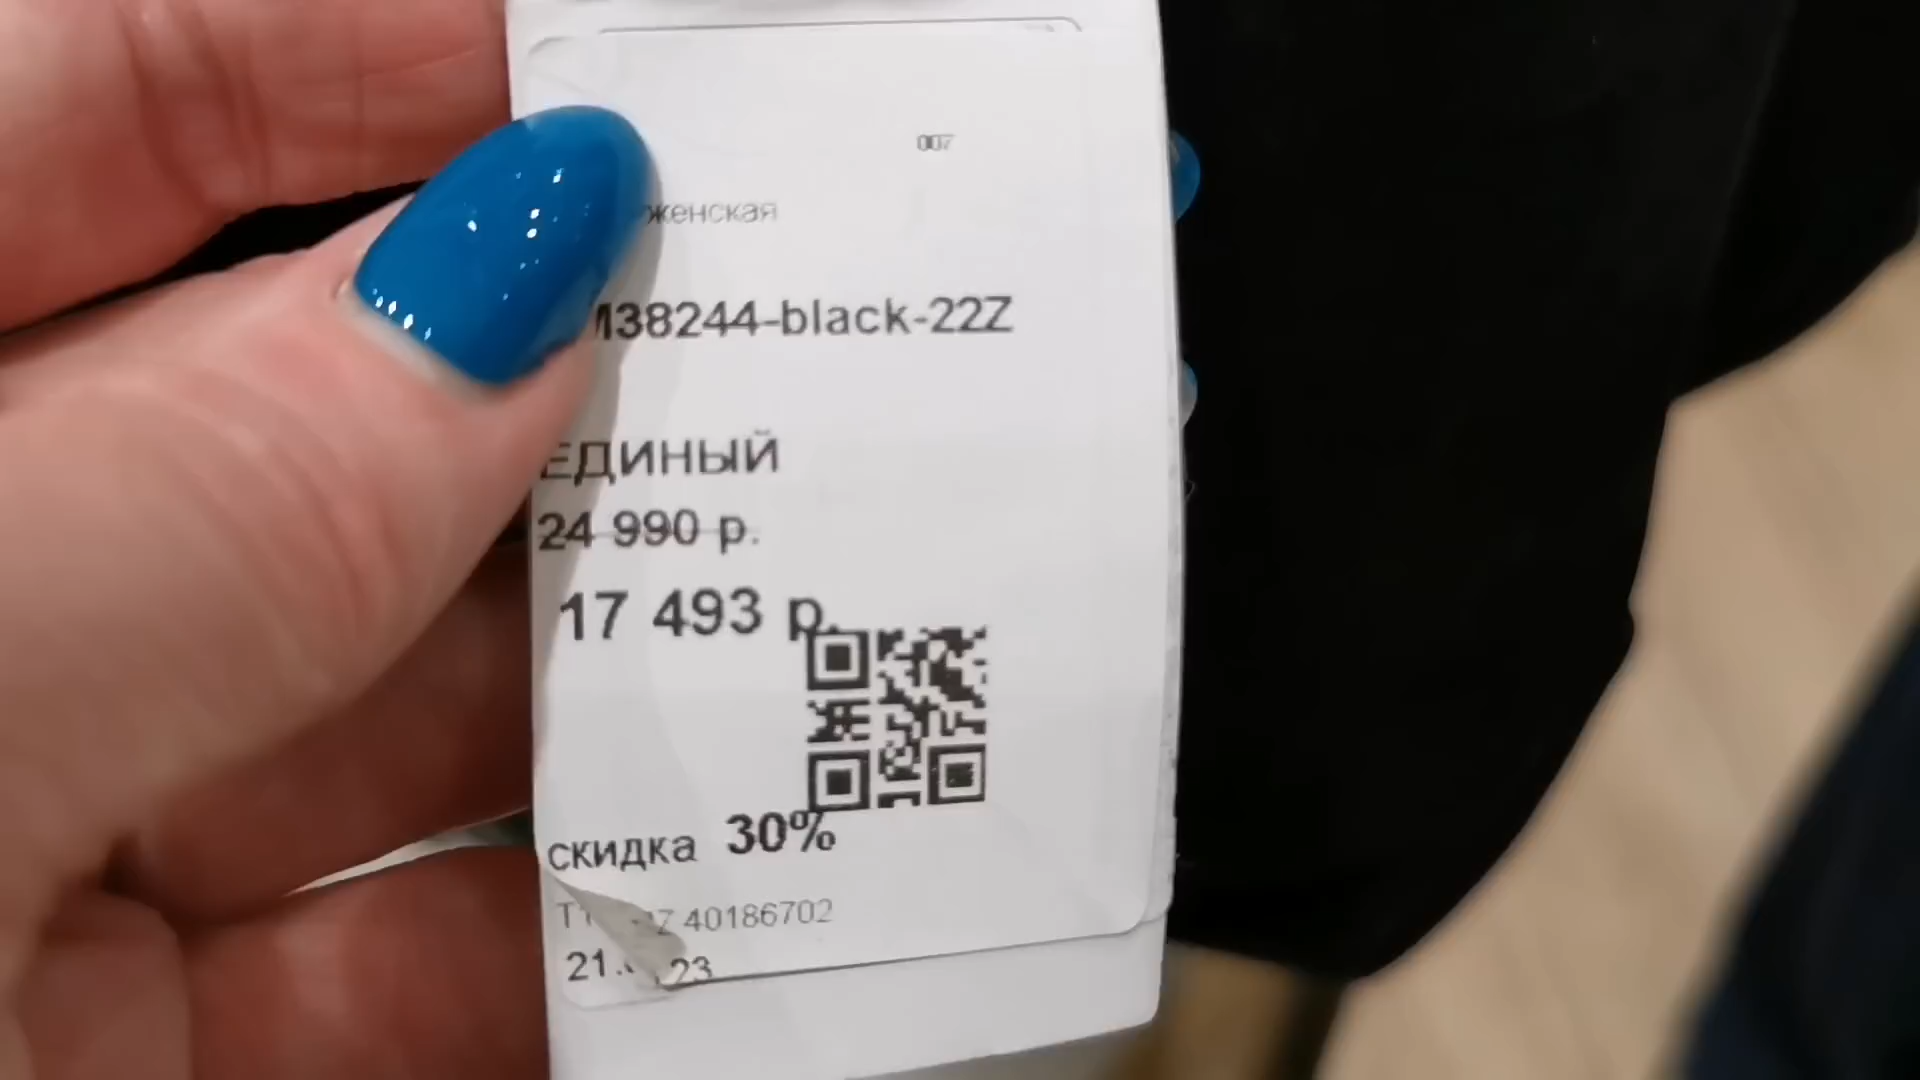 007
женская
M38244-black-22Z
ЕДИНЫЙ
24 990 р.
17 493 р.
скидка 30%
40186702